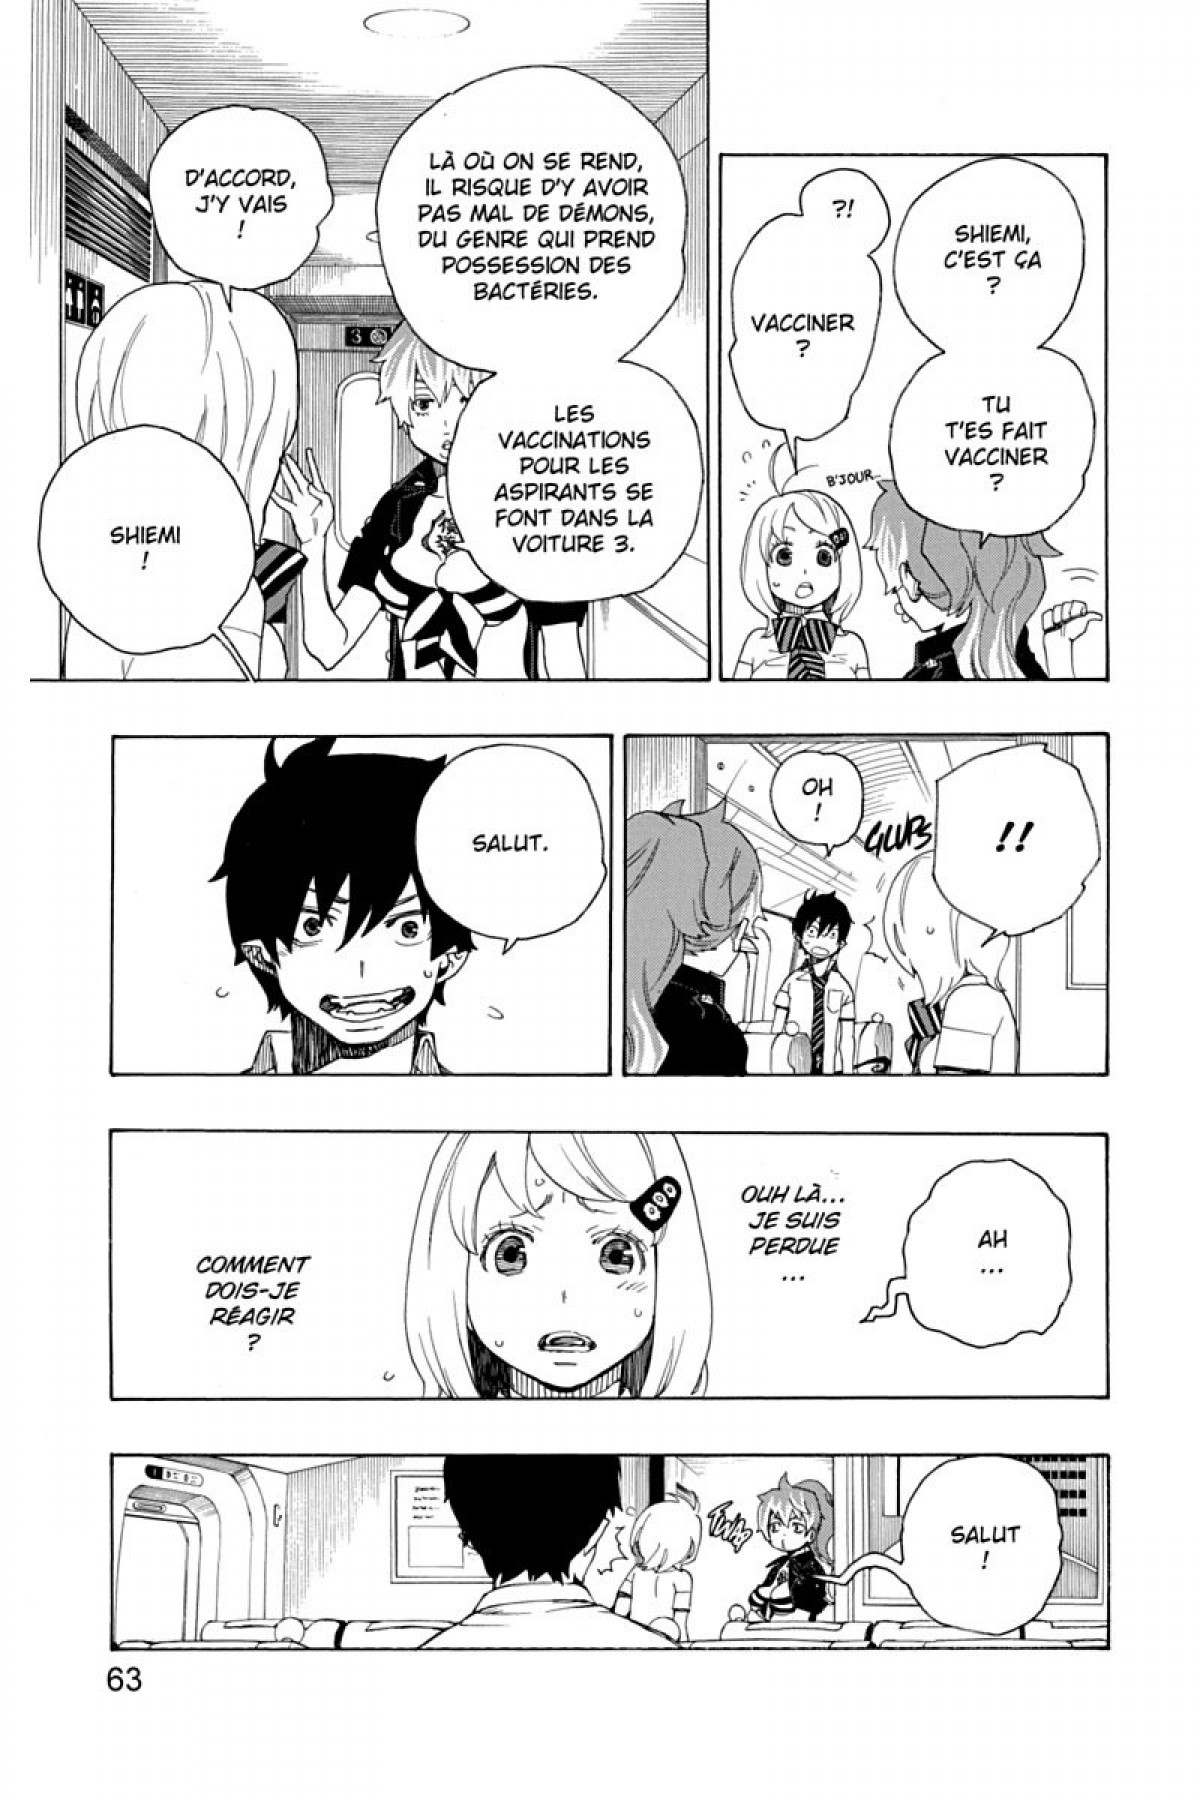 SHIEMI,
C'EST ÇA
?
TU
T'ES FAIT
VACCINER
?
?!
VACCINER
?
B'JOUR...
LÀ OÙ ON SE REND,
IL RISQUE D'Y AVOIR
PAS MAL DE DÉMONS,
DU GENRE QUI PREND
POSSESSION DES
BACTÉRIES.
LES
VACCINATIONS
POUR LES
ASPIRANTS SE
FONT DANS LA
VOITURE 3.
3
D'ACCORD,
J'Y VAIS
!
SHIEMI
!
!!
GLUPS
OH
!
SALUT.
AH
...
OUH LÀ...
JE SUIS
PERDUE
...
COMMENT
DOIS-JE
RÉAGIR
?
SALUT
!
63